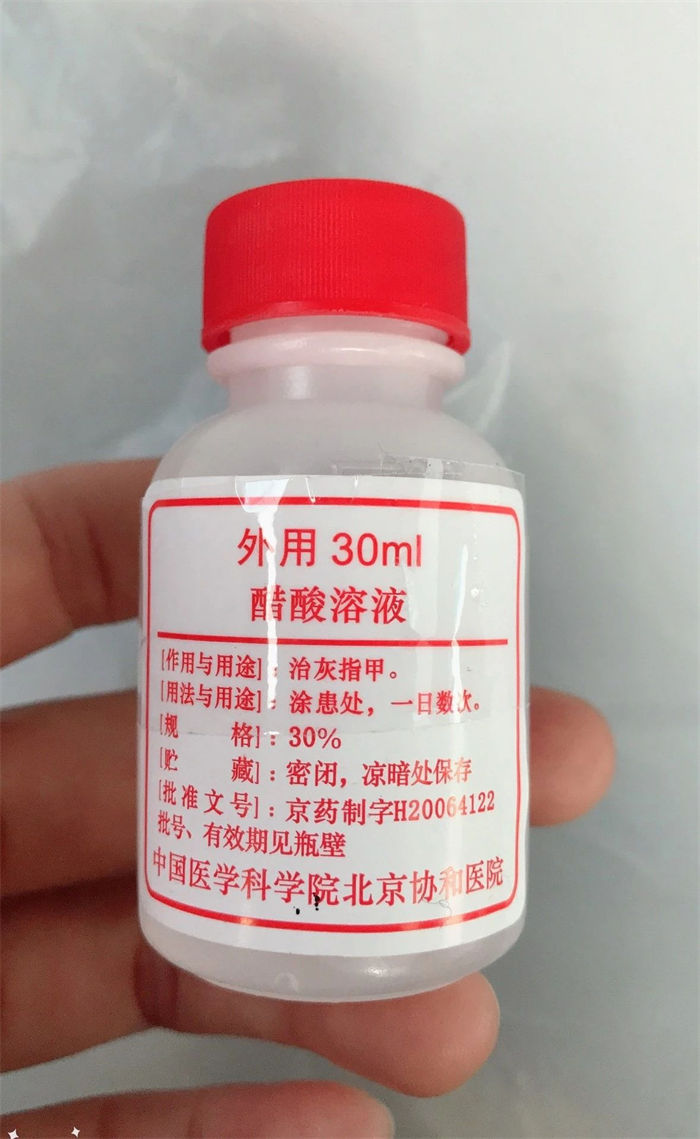 外用 30ml
醋酸溶液
[作用与用途]:治灰指甲。
[用法与用途]:涂患处,一日数次。
[规 格]:30%
[贮 藏]:密闭,凉暗处保存
[批准文号]:京药制字H20064122
批号、有效期见瓶壁
中国医学科学院北京协和医院